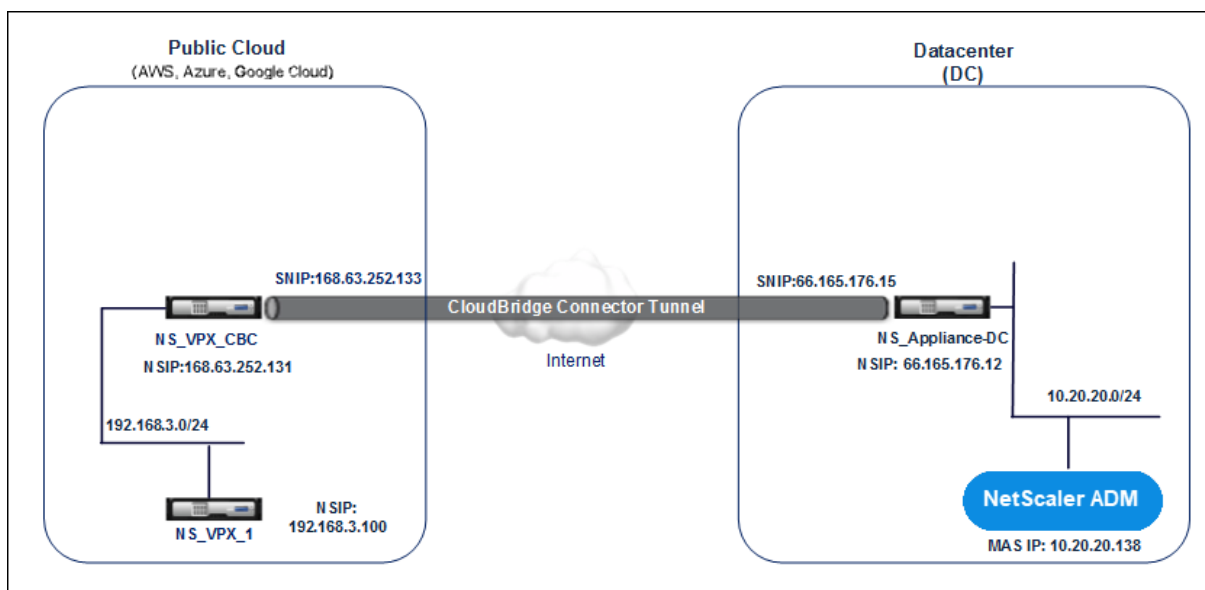 Public Cloud
(AWS, Azure, Google Cloud)
Datacenter
(DC)
SNIP:168.63.252.133
SNIP:66.165.176.15
CloudBridge Connector Tunnel
NS_VPX_CBC
NSIP:168.63.252.131
Internet
NS_Appliance-DC
NSIP: 66.165.176.12
10.20.20.0/24
192.168.3.0/24
NetScaler ADM
NSIP:
192.168.3.100
NS_VPX_1
MAS IP: 10.20.20.138